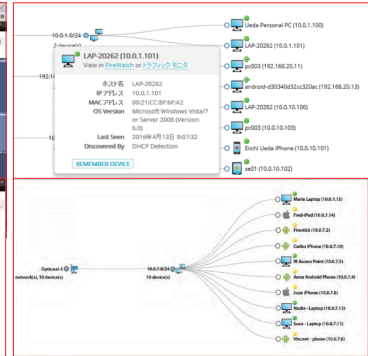 Ueda Personal PC (10.0.1.100)
10.0.1.0/24
LAP-20262 (10.0.1.101)
LAP-20262 (10.0.1.101)
View in FireWatch or トラフィック モニタ
pc003 (192.168.20.11)
android-d30340d32cc320ac (192.168.20.13)
ホスト名 LAP-20262
IPアドレス 10.0.1.101
MACアドレス 00:21:CC:BF:6F:A2
OS Version Microsoft Windows Vista/7 or Server 2008 (Version 6.0)
Last Seen 2016年4月13日 9:07:32
Discovered By DHCP Detection
REMEMBER DEVICE
LAP-20262 (10.0.10.100)
pc003 (10.0.10.103)
Eiichi Ueda iPhone (10.0.10.101)
se01 (10.0.10.102)
Maria Laptop (10.0.7.15)
Fred-iPod (10.0.7.14)
Firestick (10.0.7.2)
Carlos iPhone (10.0.7.10)
Optional-5
10.0.7.0/24
W Access Point (10.0.7.5)
network(s), 10 device(s)
10 device(s)
Anne Android Phone (10.0.7.4)
Juan iPhone (10.0.7.8)
Nadia - Laptop (10.0.7.13)
Sean - Laptop (10.0.7.11)
Vincent - phone (10.0.7.6)